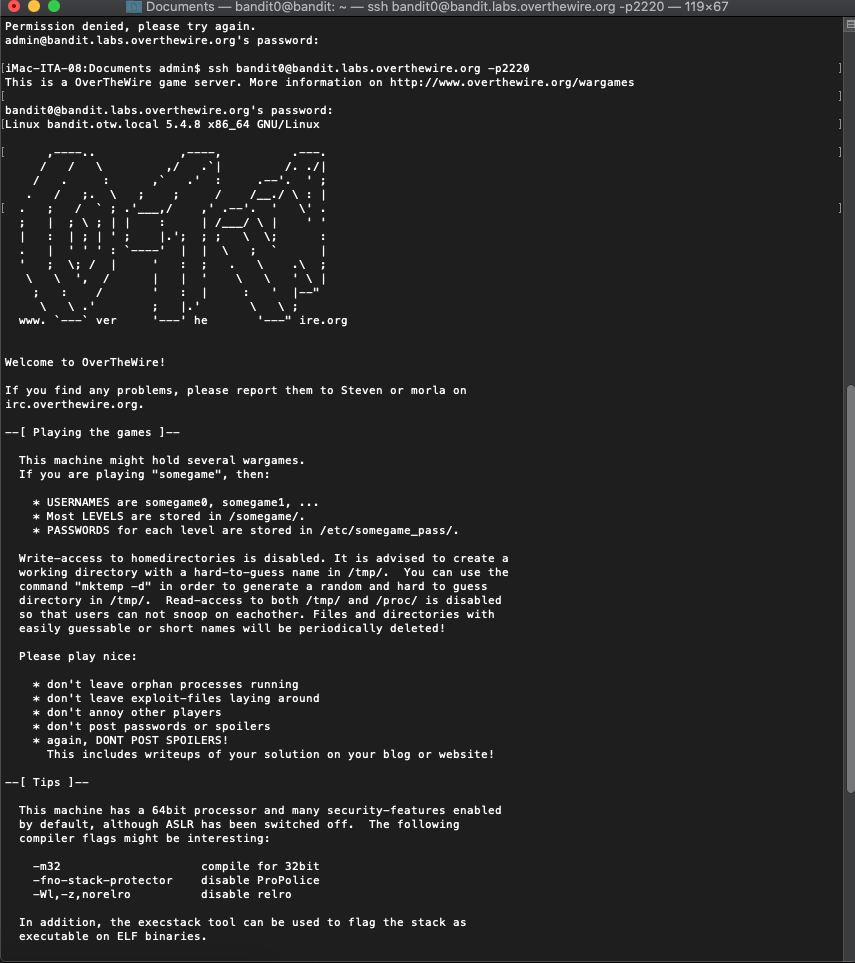 Documents — bandit0@bandit: ~ — ssh bandit0@bandit.labs.overthewire.org -p2220 — 119×67
Permission denied, please try again.
admin@bandit.labs.overthewire.org's password:
[iMac-ITA-08:Documents admin$ ssh bandit0@bandit.labs.overthewire.org -p2220 ]
This is a OverTheWire game server. More information on http://www.overthewire.org/wargames
[
bandit0@bandit.labs.overthewire.org's password:
[Linux bandit.otw.local 5.4.8 x86_64 GNU/Linux ]
www. `---` ver '---' he '---" ire.org
Welcome to OverTheWire!
If you find any problems, please report them to Steven or morla on
irc.overthewire.org.
--[ Playing the games ]--
This machine might hold several wargames.
If you are playing "somegame", then:
* USERNAMES are somegame0, somegame1, ...
* Most LEVELS are stored in /somegame/.
* PASSWORDS for each level are stored in /etc/somegame_pass/.
Write-access to homedirectories is disabled. It is advised to create a
working directory with a hard-to-guess name in /tmp/.  You can use the
command "mktemp -d" in order to generate a random and hard to guess
directory in /tmp/.  Read-access to both /tmp and /proc/ is disabled
so that users can not snoop on eachother. Files and directories with
easily guessable or short names will be periodically deleted!
Please play nice:
* don't leave orphan processes running
* don't leave exploit-files laying around
* don't annoy other players
* don't post passwords or spoilers
* again, DONT POST SPOILERS!
This includes writeups of your solution on your blog or website!
--[ Tips ]--
This machine has a 64bit processor and many security-features enabled
by default, although ASLR has been switched off.  The following
compiler flags might be interesting:
-m32 compile for 32bit
-fno-stack-protector disable ProPolice
-Wl,-z,norelro disable relro
In addition, the execstack tool can be used to flag the stack as
executable on ELF binaries.